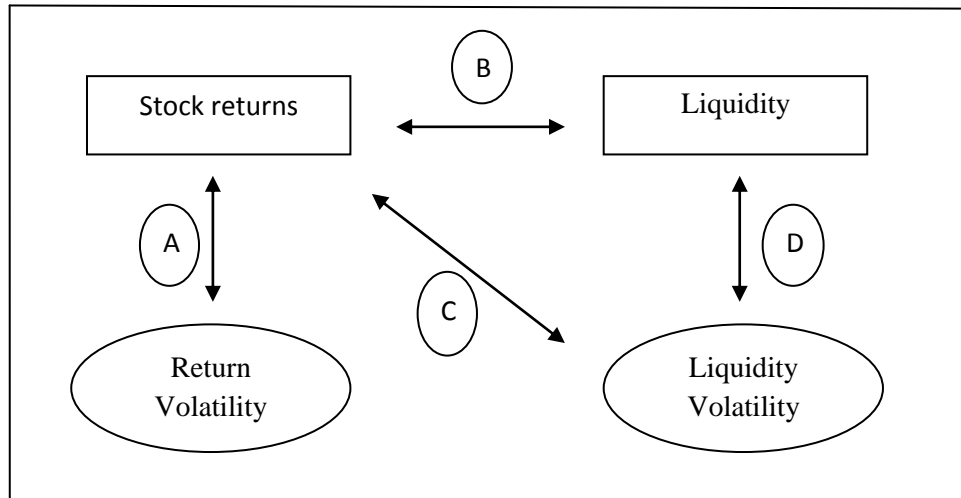 B
Stock returns
Liquidity
A
D
C
Return
Volatility
Liquidity
Volatility